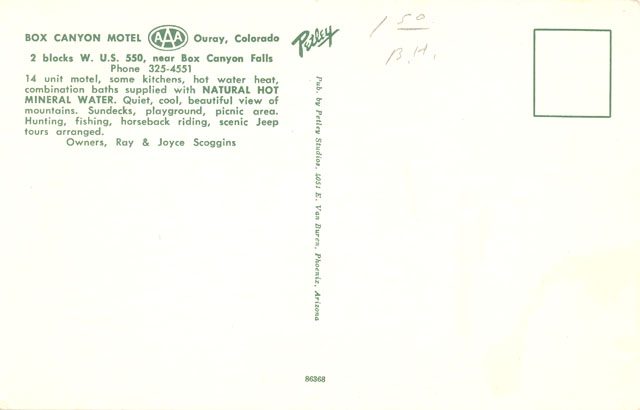 BOX CANYON MOTEL AAA Ouray, Colorado
2 blocks W. U.S. 550, near Box Canyon Falls
Phone 325-4551
14 unit motel, some kitchens, hot water heat,
combination baths supplied with NATURAL HOT
MINERAL WATER. Quiet, cool, beautiful view of
mountains. Sundecks, playground, picnic area.
Hunting, fishing, horseback riding, scenic Jeep
tours arranged.
Owners, Ray & Joyce Scoggins
Petley
Pub. by Petley Studios, 4051 E. Van Buren, Phoenix, Arizona
1 50
B.H.
86368